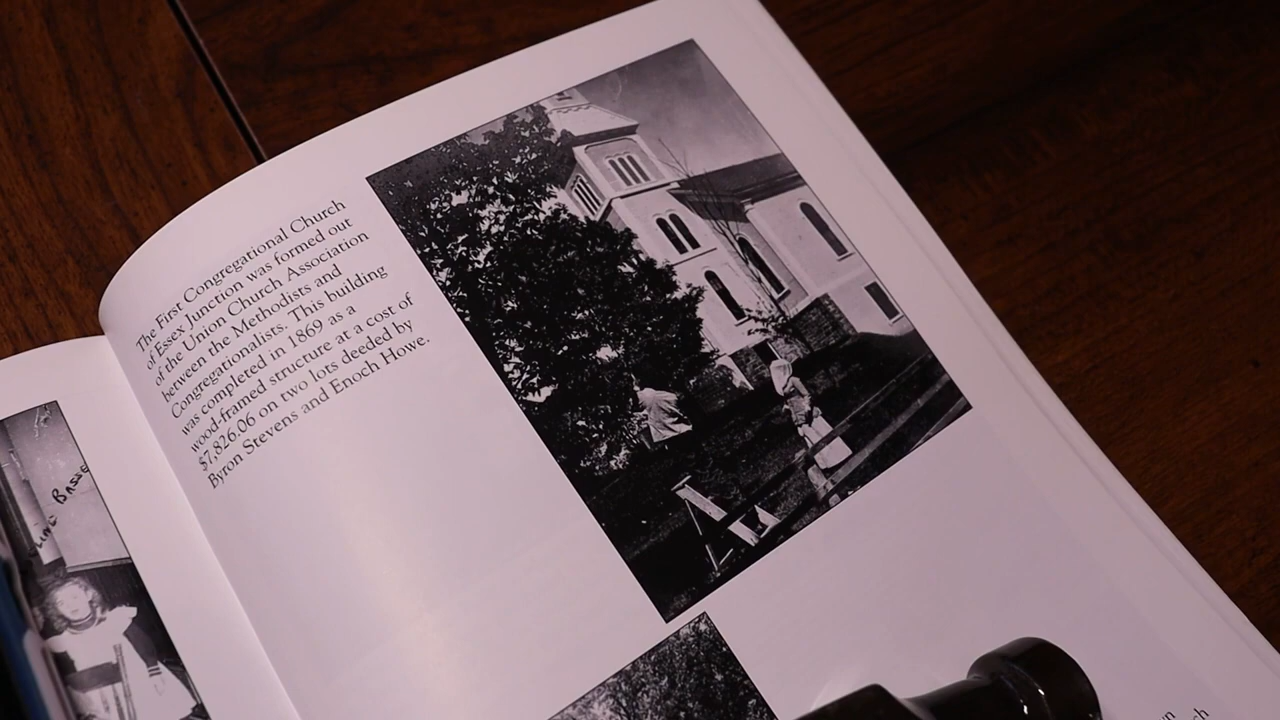 The First Congregational Church
of Essex Junction was formed out
of the Union Church Association
between the Methodists and
Congregationalists. This building
was completed in 1869 as a
wood-framed structure at a cost of
$7,826.06 on two lots deeded by
Byron Stevens and Enoch Howe.